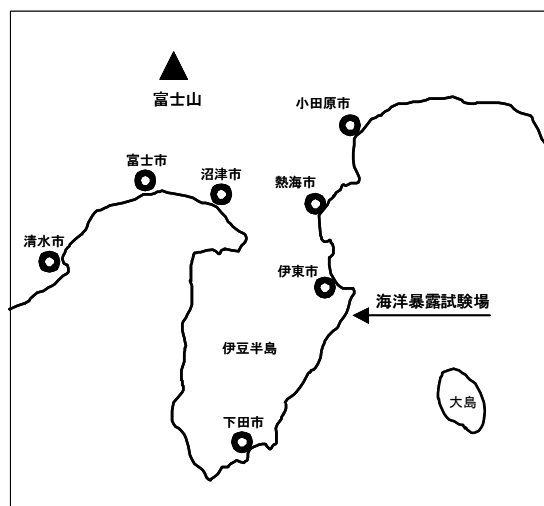 富士山
小田原市
富士市
沼津市
熱海市
清水市
伊東市
海洋暴露試験場
伊豆半島
大島
下田市